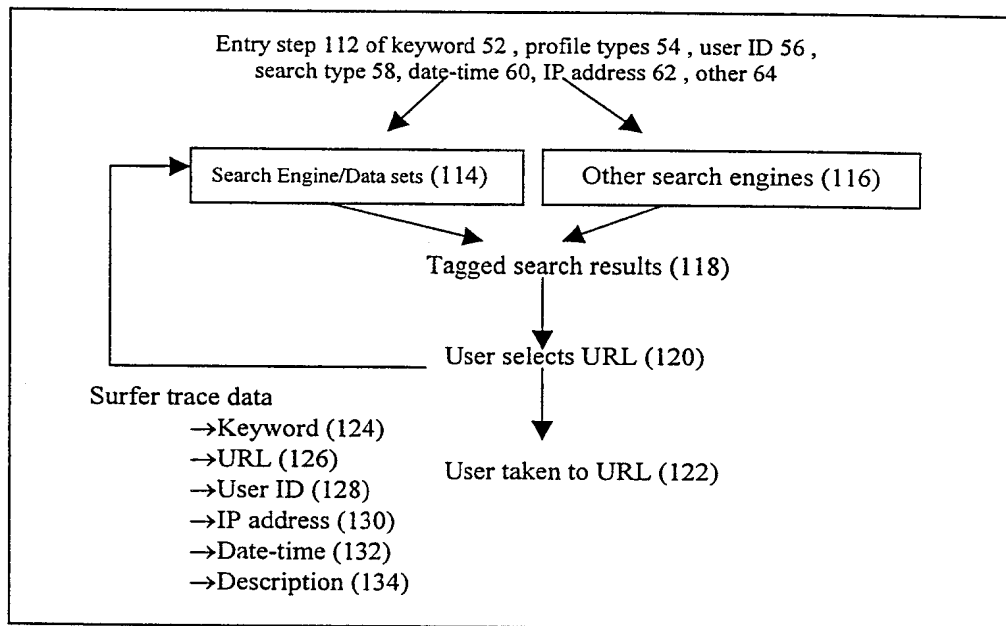 Entry step 112 of keyword 52 , profile types 54 , user ID 56 ,
search type 58, date-time 60, IP address 62 , other 64
Search Engine/Data sets (114)
Other search engines (116)
Tagged search results (118)
User selects URL (120)
Surfer trace data
→Keyword (124)
→URL (126)
→User ID (128)
→IP address (130)
→Date-time (132)
→Description (134)
User taken to URL (122)